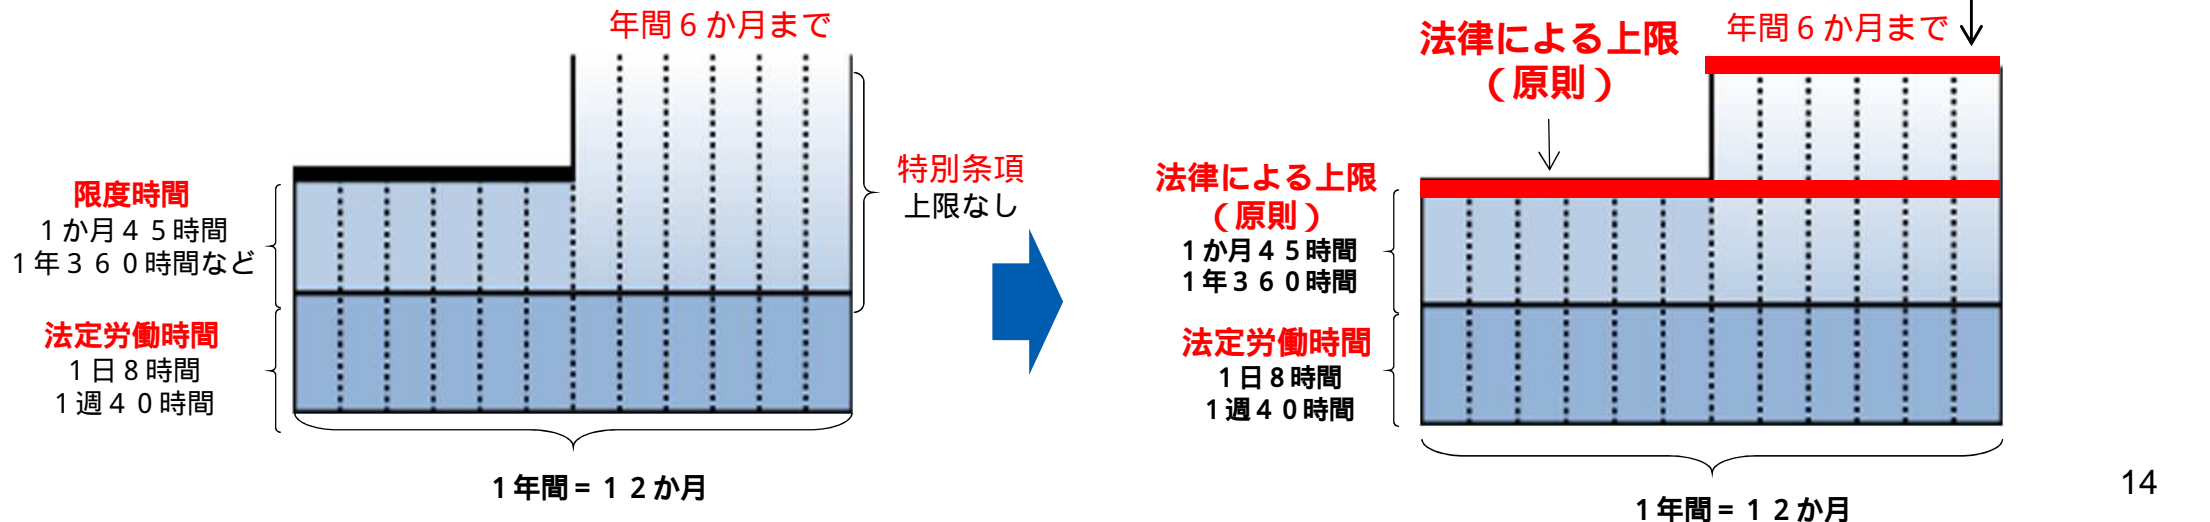 年間６か月まで
限度時間
１か月４５時間
１年３６０時間など
法定労働時間
１日８時間
１週４０時間
特別条項
上限なし
１年間＝１２か月
法律による上限
（原則）
年間６か月まで
法律による上限
（原則）
１か月４５時間
１年３６０時間
法定労働時間
１日８時間
１週４０時間
１年間＝１２か月
14